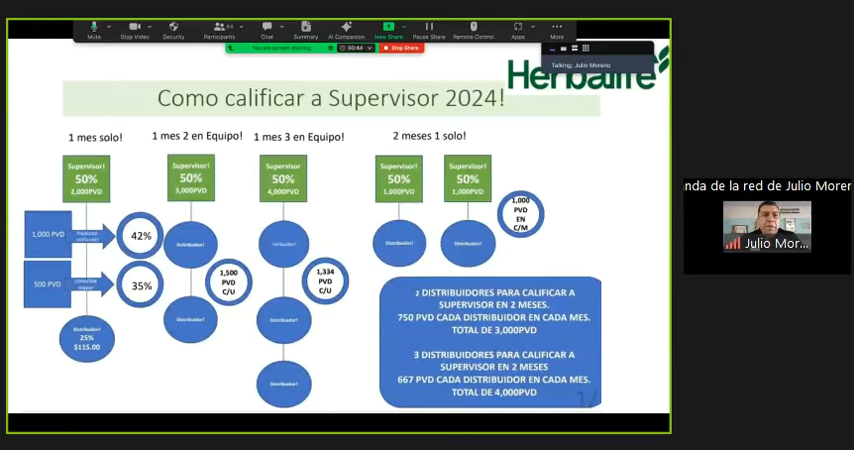 Mute
Stop Video
Security
Participants
64
Chat
Summary
AI Companion
New Share
Pause Share
Remote Control
Apps
More
You are screen sharing
50:44
Stop Share
Talking: Julio Moreno
Herbalife
Como calificar a Supervisor 2024!
1 mes solo!
1 mes 2 en Equipo!
1 mes 3 en Equipo!
2 meses 1 solo!
Supervisor!
50%
2,000PVD
Supervisor!
50%
3,000PVD
Supervisor!
50%
4,000PVD
Supervisor!
50%
1,000PVD
Supervisor!
50%
1,000PVD
1,000
PVD
EN
C/M
1,000 PVD
42%
500 PVD
35%
Distribuidor!
25%
$115.00
Distribuidor!
Distribuidor!
1,500
PVD
C/U
Distribuidor!
Distribuidor!
Distribuidor!
1,334
PVD
C/U
Distribuidor!
Distribuidor!
2 DISTRIBUIDORES PARA CALIFICAR A
SUPERVISOR EN 2 MESES.
750 PVD CADA DISTRIBUIDOR EN CADA MES.
TOTAL DE 3,000PVD
3 DISTRIBUIDORES PARA CALIFICAR A
SUPERVISOR EN 2 MESES
667 PVD CADA DISTRIBUIDOR EN CADA MES.
TOTAL DE 4,000PVD
nda de la red de Julio Moren
Julio Mor...